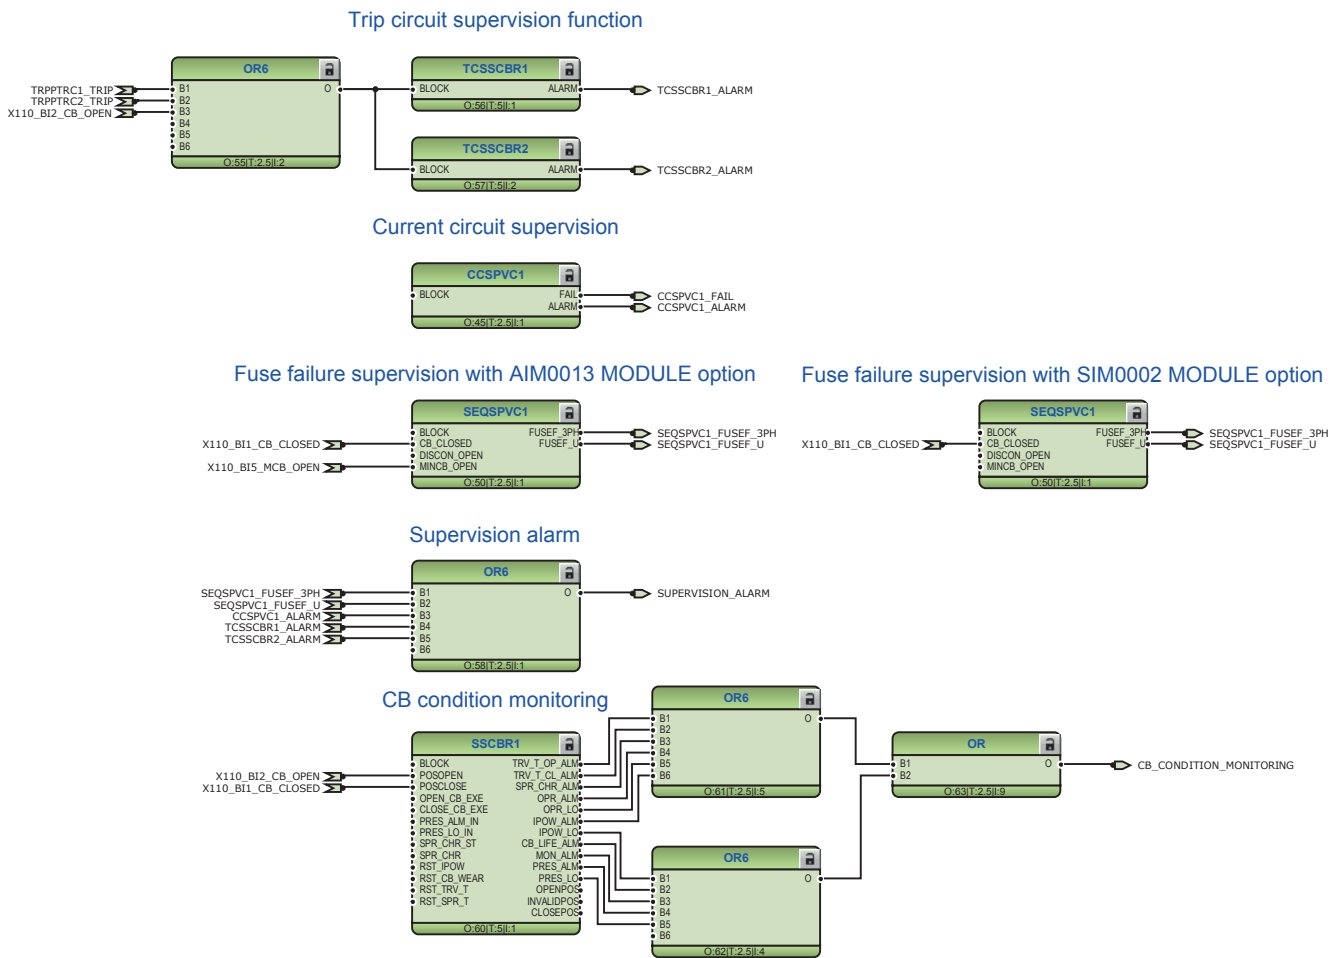 Trip circuit supervision function
OR6
TRPPTRC1_TRIP
TRPPTRC2_TRIP
X110_BI2_CB_OPEN
B1
B2
B3
B4
B5
B6
O
O:55|T:2.5|I:2
TCSSCBR1
BLOCK
ALARM
O:56|T:5|I:1
TCSSCBR1_ALARM
TCSSCBR2
BLOCK
ALARM
O:57|T:5|I:2
TCSSCBR2_ALARM
Current circuit supervision
CCSPVC1
BLOCK
FAIL
ALARM
O:45|T:2.5|I:1
CCSPVC1_FAIL
CCSPVC1_ALARM
Fuse failure supervision with AIM0013 MODULE option
SEQSPVC1
X110_BI1_CB_CLOSED
X110_BI5_MCB_OPEN
BLOCK
CB_CLOSED
DISCON_OPEN
MINCB_OPEN
FUSEF_3PH
FUSEF_U
O:50|T:2.5|I:1
SEQSPVC1_FUSEF_3PH
SEQSPVC1_FUSEF_U
Fuse failure supervision with SIM0002 MODULE option
SEQSPVC1
X110_BI1_CB_CLOSED
BLOCK
CB_CLOSED
DISCON_OPEN
MINCB_OPEN
FUSEF_3PH
FUSEF_U
O:50|T:2.5|I:1
SEQSPVC1_FUSEF_3PH
SEQSPVC1_FUSEF_U
Supervision alarm
OR6
SEQSPVC1_FUSEF_3PH
SEQSPVC1_FUSEF_U
CCSPVC1_ALARM
TCSSCBR1_ALARM
TCSSCBR2_ALARM
B1
B2
B3
B4
B5
B6
O
O:58|T:2.5|I:1
SUPERVISION_ALARM
CB condition monitoring
SSCBR1
X110_BI2_CB_OPEN
X110_BI1_CB_CLOSED
BLOCK
POSOPEN
POSCLOSE
OPEN_CB_EXE
CLOSE_CB_EXE
PRES_ALM_IN
PRES_LO_IN
SPR_CHR_ST
SPR_CHR
RST_IPOW
RST_CB_WEAR
RST_TRV_T
RST_SPR_T
TRV_T_OP_ALM
TRV_T_CL_ALM
SPR_CHR_ALM
OPR_ALM
OPR_LO
IPOW_ALM
IPOW_LO
CB_LIFE_ALM
MON_ALM
PRES_ALM
PRES_LO
OPENPOS
INVALIDPOS
CLOSEPOS
O:60|T:5|I:1
OR6
B1
B2
B3
B4
B5
B6
O
O:61|T:2.5|I:5
OR6
B1
B2
B3
B4
B5
B6
O
O:62|T:2.5|I:4
OR
B1
B2
O
O:63|T:2.5|I:9
CB_CONDITION_MONITORING